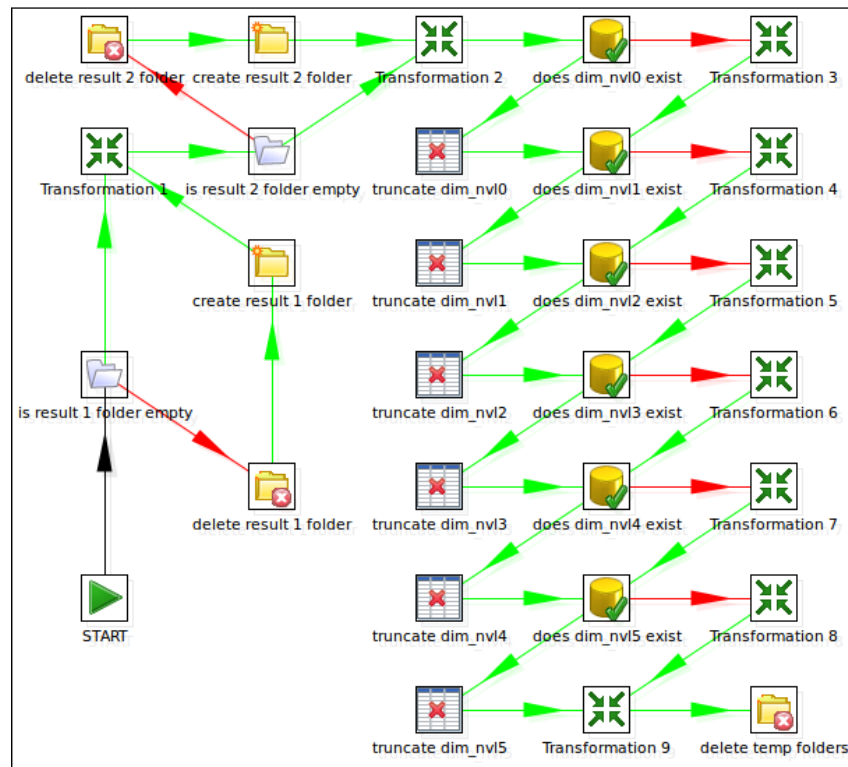 delete result 2 folder
create result 2 folder
Transformation 2
does dim_nvl0 exist
Transformation 3
Transformation 1
is result 2 folder empty
truncate dim_nvl0
does dim_nvl1 exist
Transformation 4
create result 1 folder
truncate dim_nvl1
does dim_nvl2 exist
Transformation 5
is result 1 folder empty
truncate dim_nvl2
does dim_nvl3 exist
Transformation 6
delete result 1 folder
truncate dim_nvl3
does dim_nvl4 exist
Transformation 7
START
truncate dim_nvl4
does dim_nvl5 exist
Transformation 8
truncate dim_nvl5
Transformation 9
delete temp folders